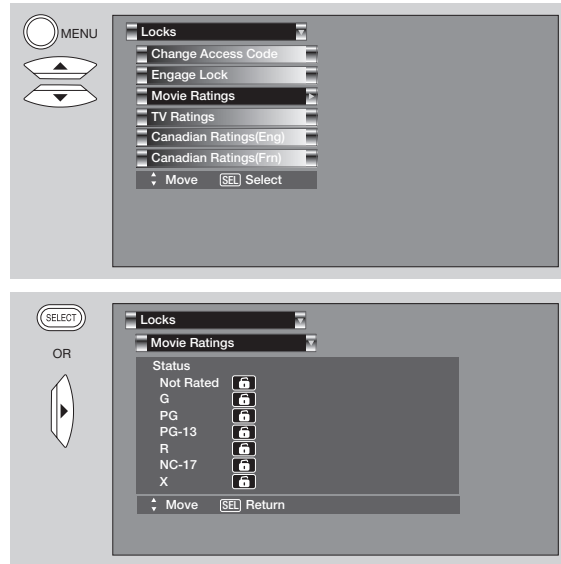 MENU
Locks
Change Access Code
Engage Lock
Movie Ratings
TV Ratings
Canadian Ratings(Eng)
Canadian Ratings(Frn)
Move SEL Select
SELECT
OR
Locks
Movie Ratings
Status
Not Rated
G
PG
PG-13
R
NC-17
X
Move SEL Return